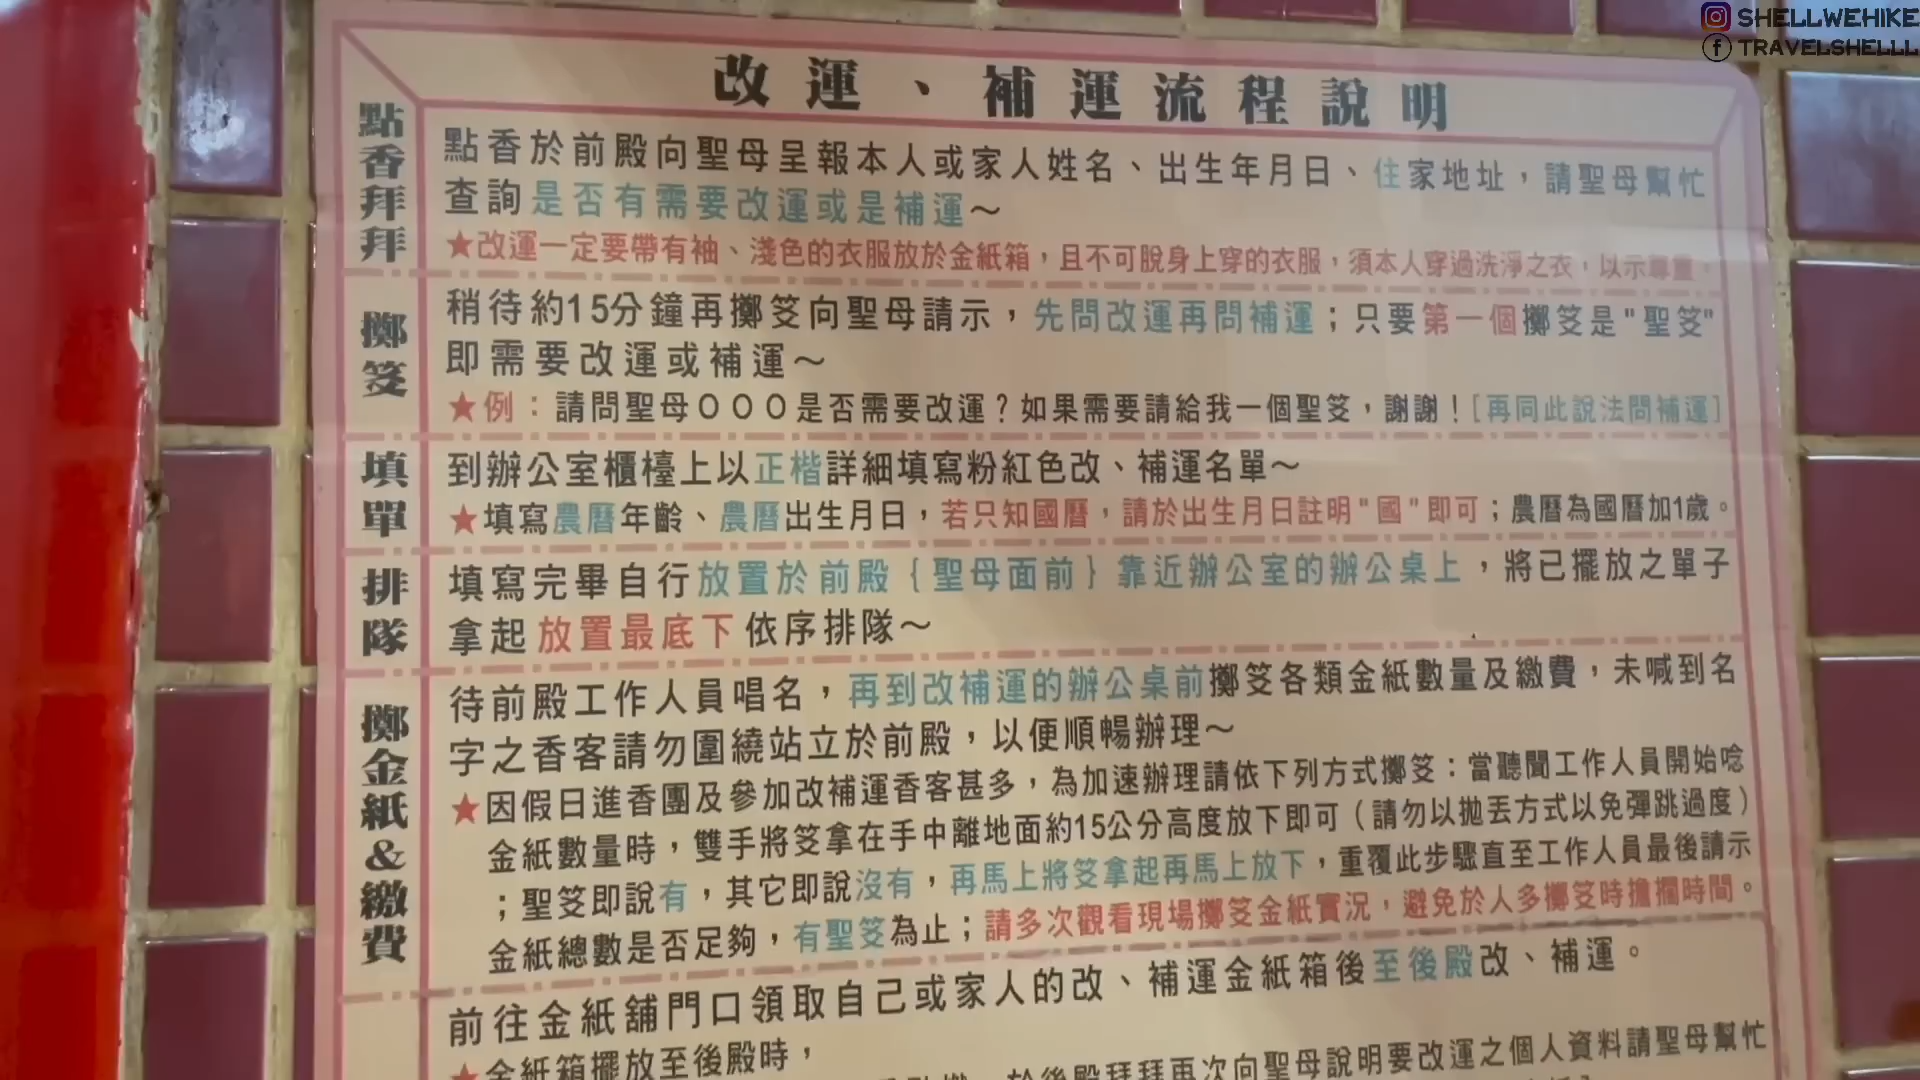 SHELLWEHIKE
TRAVELSHELLL
改運、補運流程說明
點香拜拜
點香於前殿向聖母呈報本人或家人姓名、出生年月日、住家地址，請聖母幫忙
查詢是否有需要改運或是補運～
★改運一定要帶有袖、淺色的衣服放於金紙箱，且不可脫身上穿的衣服，須本人穿過洗淨之衣，以示尊重。
擲筊
稍待約15分鐘再擲筊向聖母請示，先問改運再問補運；只要第一個擲筊是"聖筊"
即需要改運或補運～
★例：請問聖母OOO是否需要改運？如果需要請給我一個聖筊，謝謝！[再同此說法問補運]
填單
到辦公室櫃檯上以正楷詳細填寫粉紅色改、補運名單～
★填寫農曆年齡、農曆出生月日，若只知國曆，請於出生月日註明"國"即可；農曆為國曆加1歲。
排隊
填寫完畢自行放置於前殿{聖母面前}靠近辦公室的辦公桌上，將已擺放之單子
拿起放置最底下依序排隊～
擲金紙&繳費
待前殿工作人員唱名，再到改補運的辦公桌前擲筊各類金紙數量及繳費，未喊到名
字之香客請勿圍繞站立於前殿，以便順暢辦理～
★因假日進香團及參加改補運香客甚多，為加速辦理請依下列方式擲筊：當聽聞工作人員開始唸
金紙數量時，雙手將筊拿在手中離地面約15公分高度放下即可（請勿以拋丟方式以免彈跳過度）
；聖筊即說有，其它即說沒有，再馬上將筊拿起再馬上放下，重覆此步驟直至工作人員最後請示
金紙總數是否足夠，有聖筊為止；請多次觀看現場擲筊金紙實況，避免於人多擲筊時擔擱時間。
前往金紙舖門口領取自己或家人的改、補運金紙箱後至後殿改、補運。
★金紙箱擺放至後殿時，
於後殿拜拜再次向聖母說明要改運之個人資料請聖母幫忙